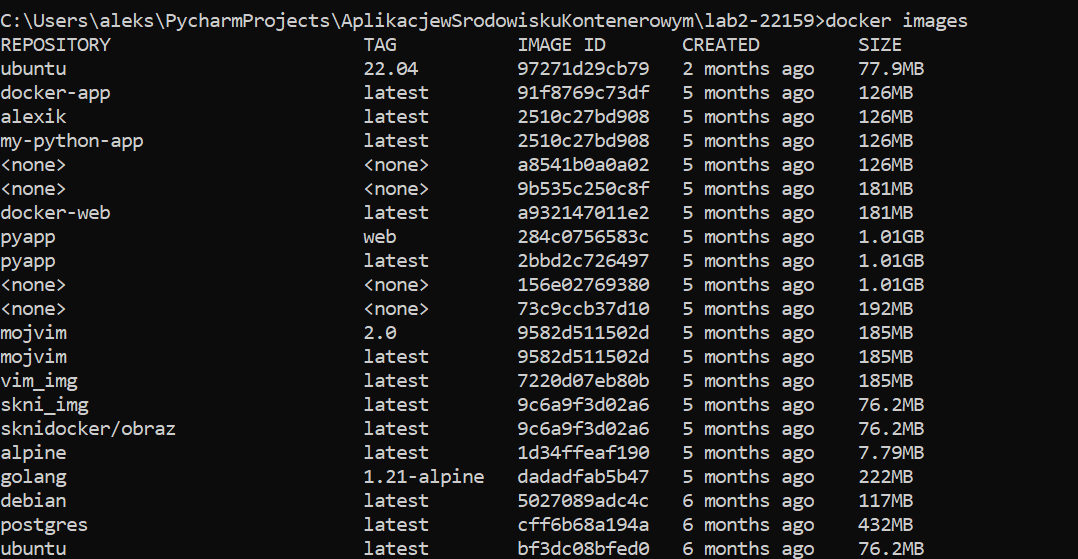 C:\Users\aleks\PycharmProjects\AplikacjewSrodowiskuKontenerowym\lab2-22159>docker images
REPOSITORY TAG IMAGE ID CREATED SIZE
ubuntu 22.04 97271d29cb79 2 months ago 77.9MB
docker-app latest 91f8769c73df 5 months ago 126MB
alexik latest 2510c27bd908 5 months ago 126MB
my-python-app latest 2510c27bd908 5 months ago 126MB
<none> <none> a8541b0a0a02 5 months ago 126MB
<none> <none> 9b535c250c8f 5 months ago 181MB
docker-web latest a932147011e2 5 months ago 181MB
pyapp web 284c0756583c 5 months ago 1.01GB
pyapp latest 2bbd2c726497 5 months ago 1.01GB
<none> <none> 156e02769380 5 months ago 1.01GB
<none> <none> 73c9ccb37d10 5 months ago 192MB
mojvim 2.0 9582d511502d 5 months ago 185MB
mojvim latest 9582d511502d 5 months ago 185MB
vim_img latest 7220d07eb80b 5 months ago 185MB
skni_img latest 9c6a9f3d02a6 5 months ago 76.2MB
sknidocker/obraz latest 9c6a9f3d02a6 5 months ago 76.2MB
alpine latest 1d34ffeaf190 5 months ago 7.79MB
golang 1.21-alpine dadadfab5b47 5 months ago 222MB
debian latest 5027089adc4c 6 months ago 117MB
postgres latest cff6b68a194a 6 months ago 432MB
ubuntu latest bf3dc08bfed0 6 months ago 76.2MB